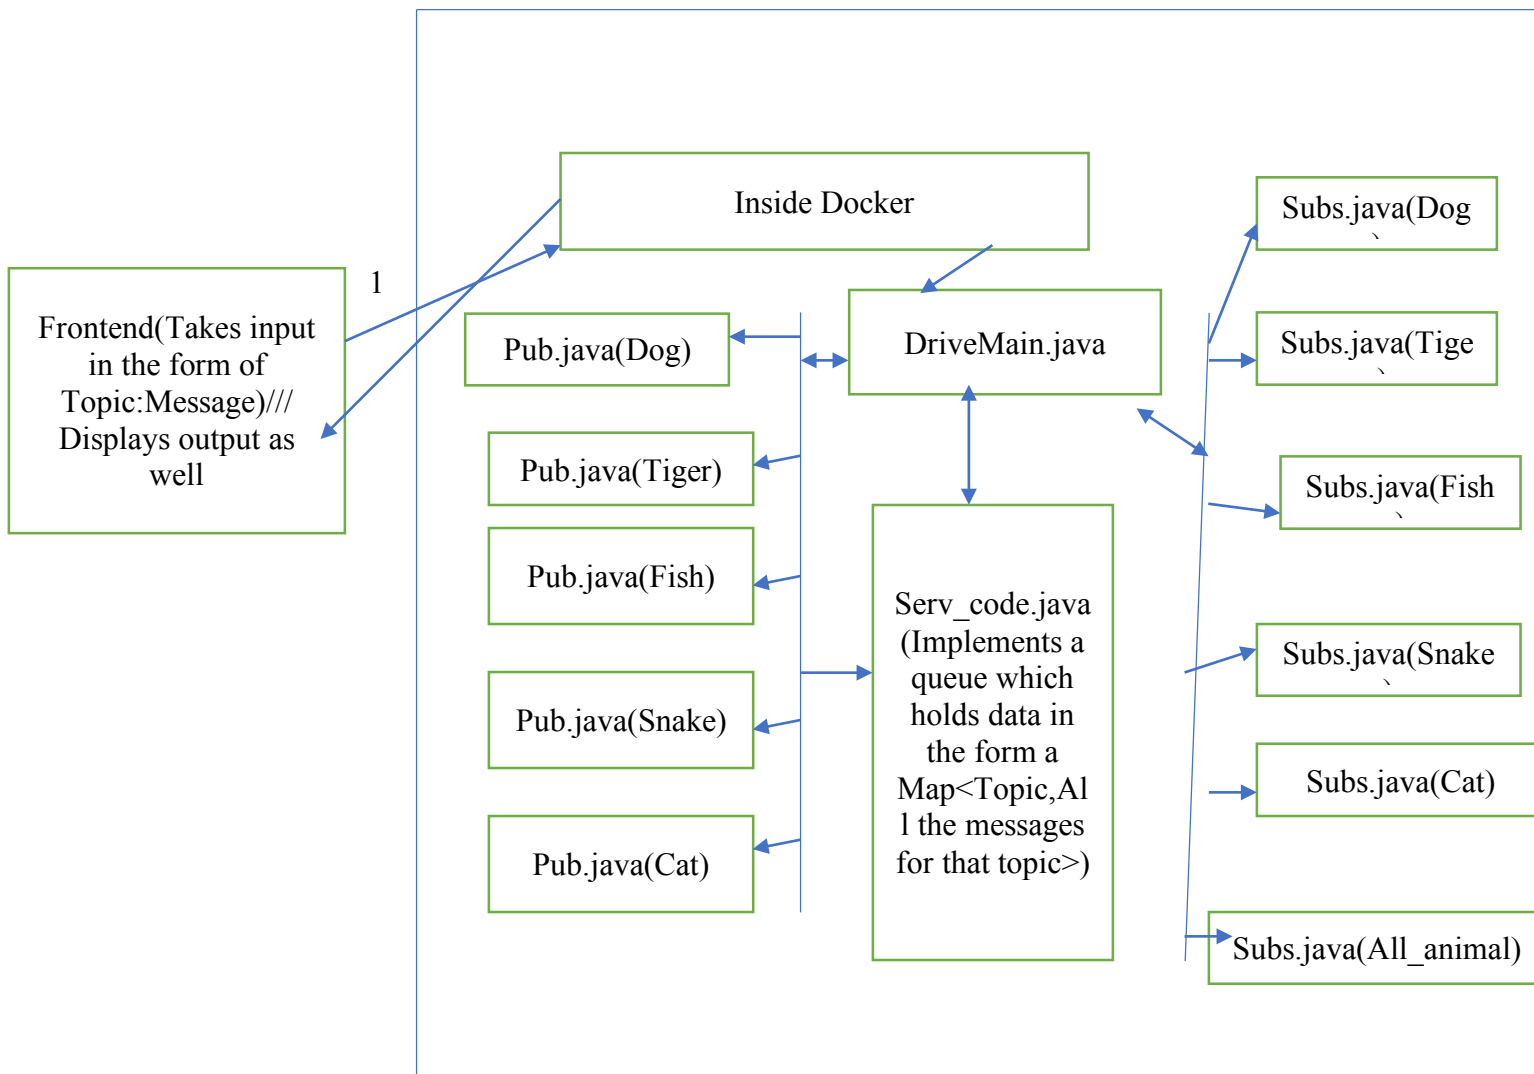 Inside Docker
Subs.java(Dog
、
1
Frontend(Takes input
in the form of
Topic:Message)///
Displays output as
well
Pub.java(Dog)
DriveMain.java
Subs.java(Tige
、
Pub.java(Tiger)
Subs.java(Fish
、
Pub.java(Fish)
Serv_code.java
(Implements a
queue which
holds data in
the form a
Map<Topic,Al
l the messages
for that topic>)
Subs.java(Snake
、
Pub.java(Snake)
Subs.java(Cat)
Pub.java(Cat)
Subs.java(All_animal)